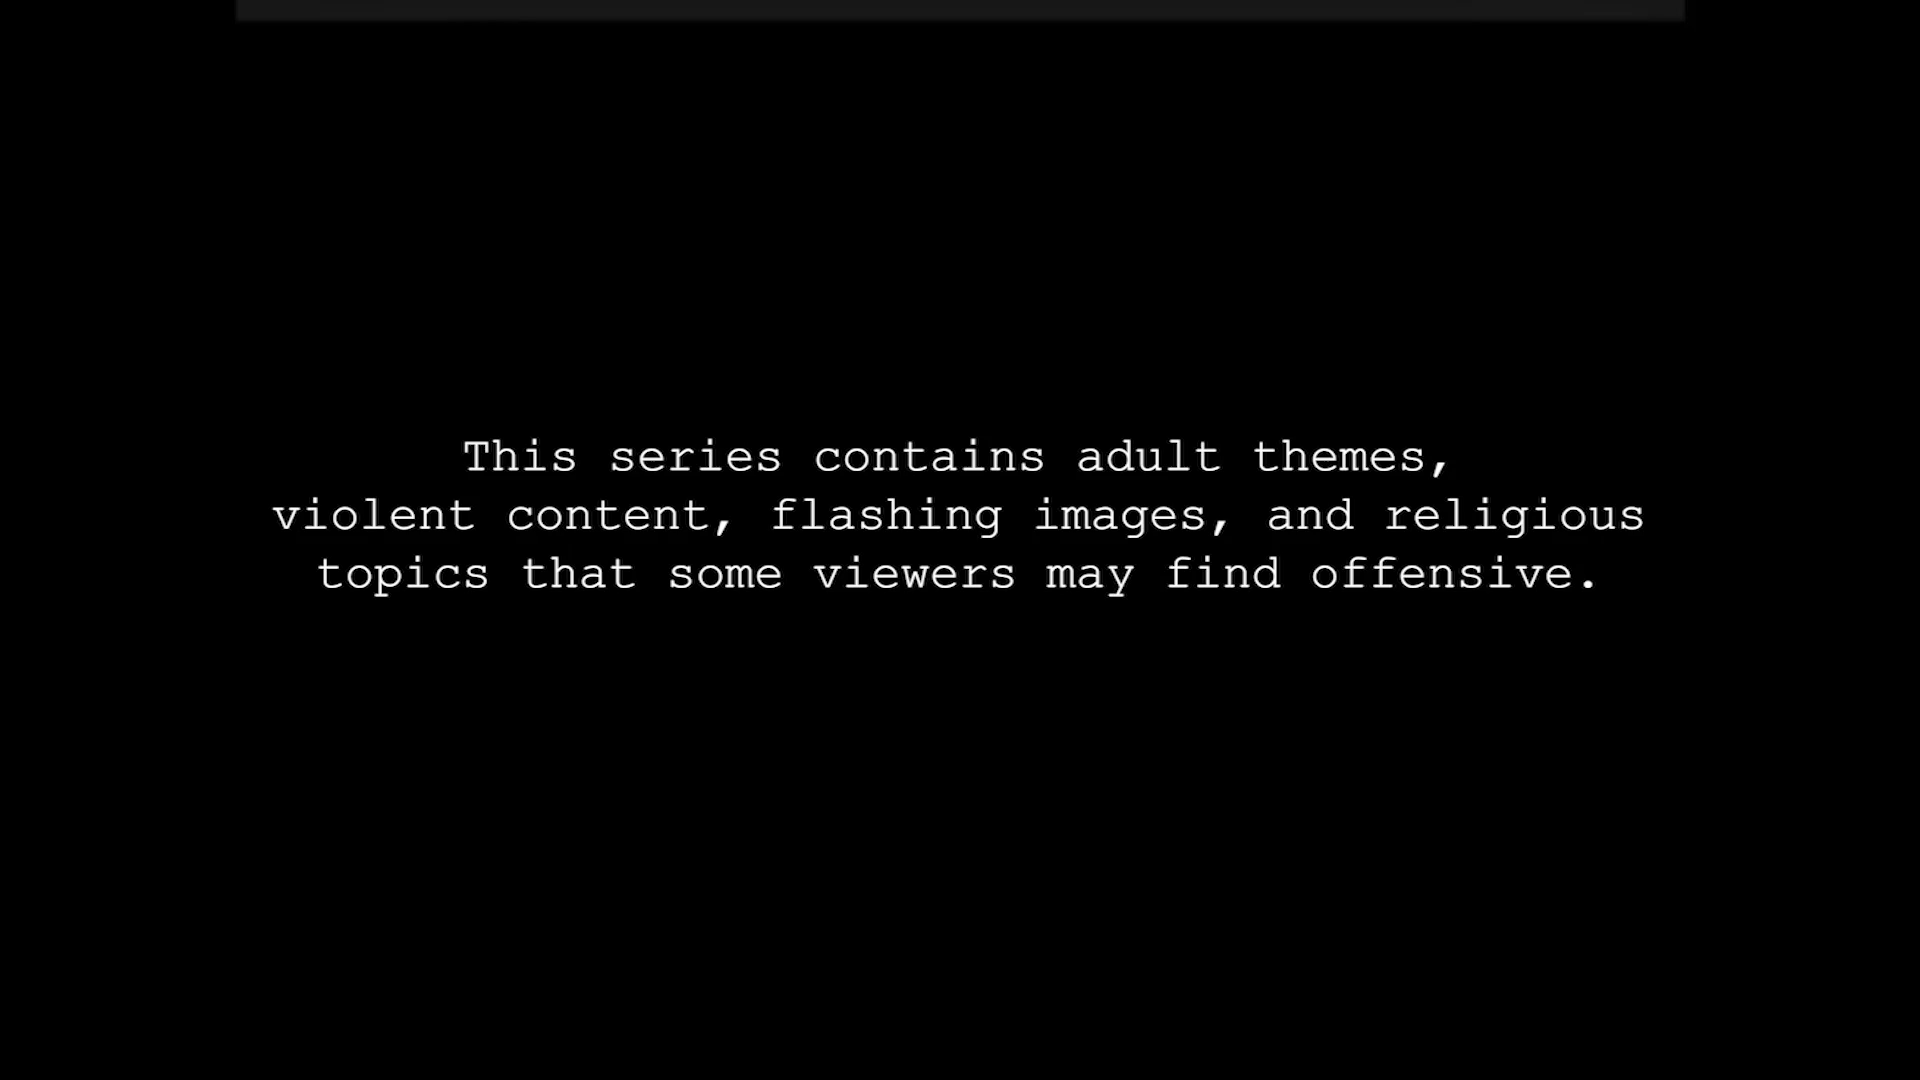 This series contains adult themes,
violent content, flashing images, and religious
topics that some viewers may find offensive.